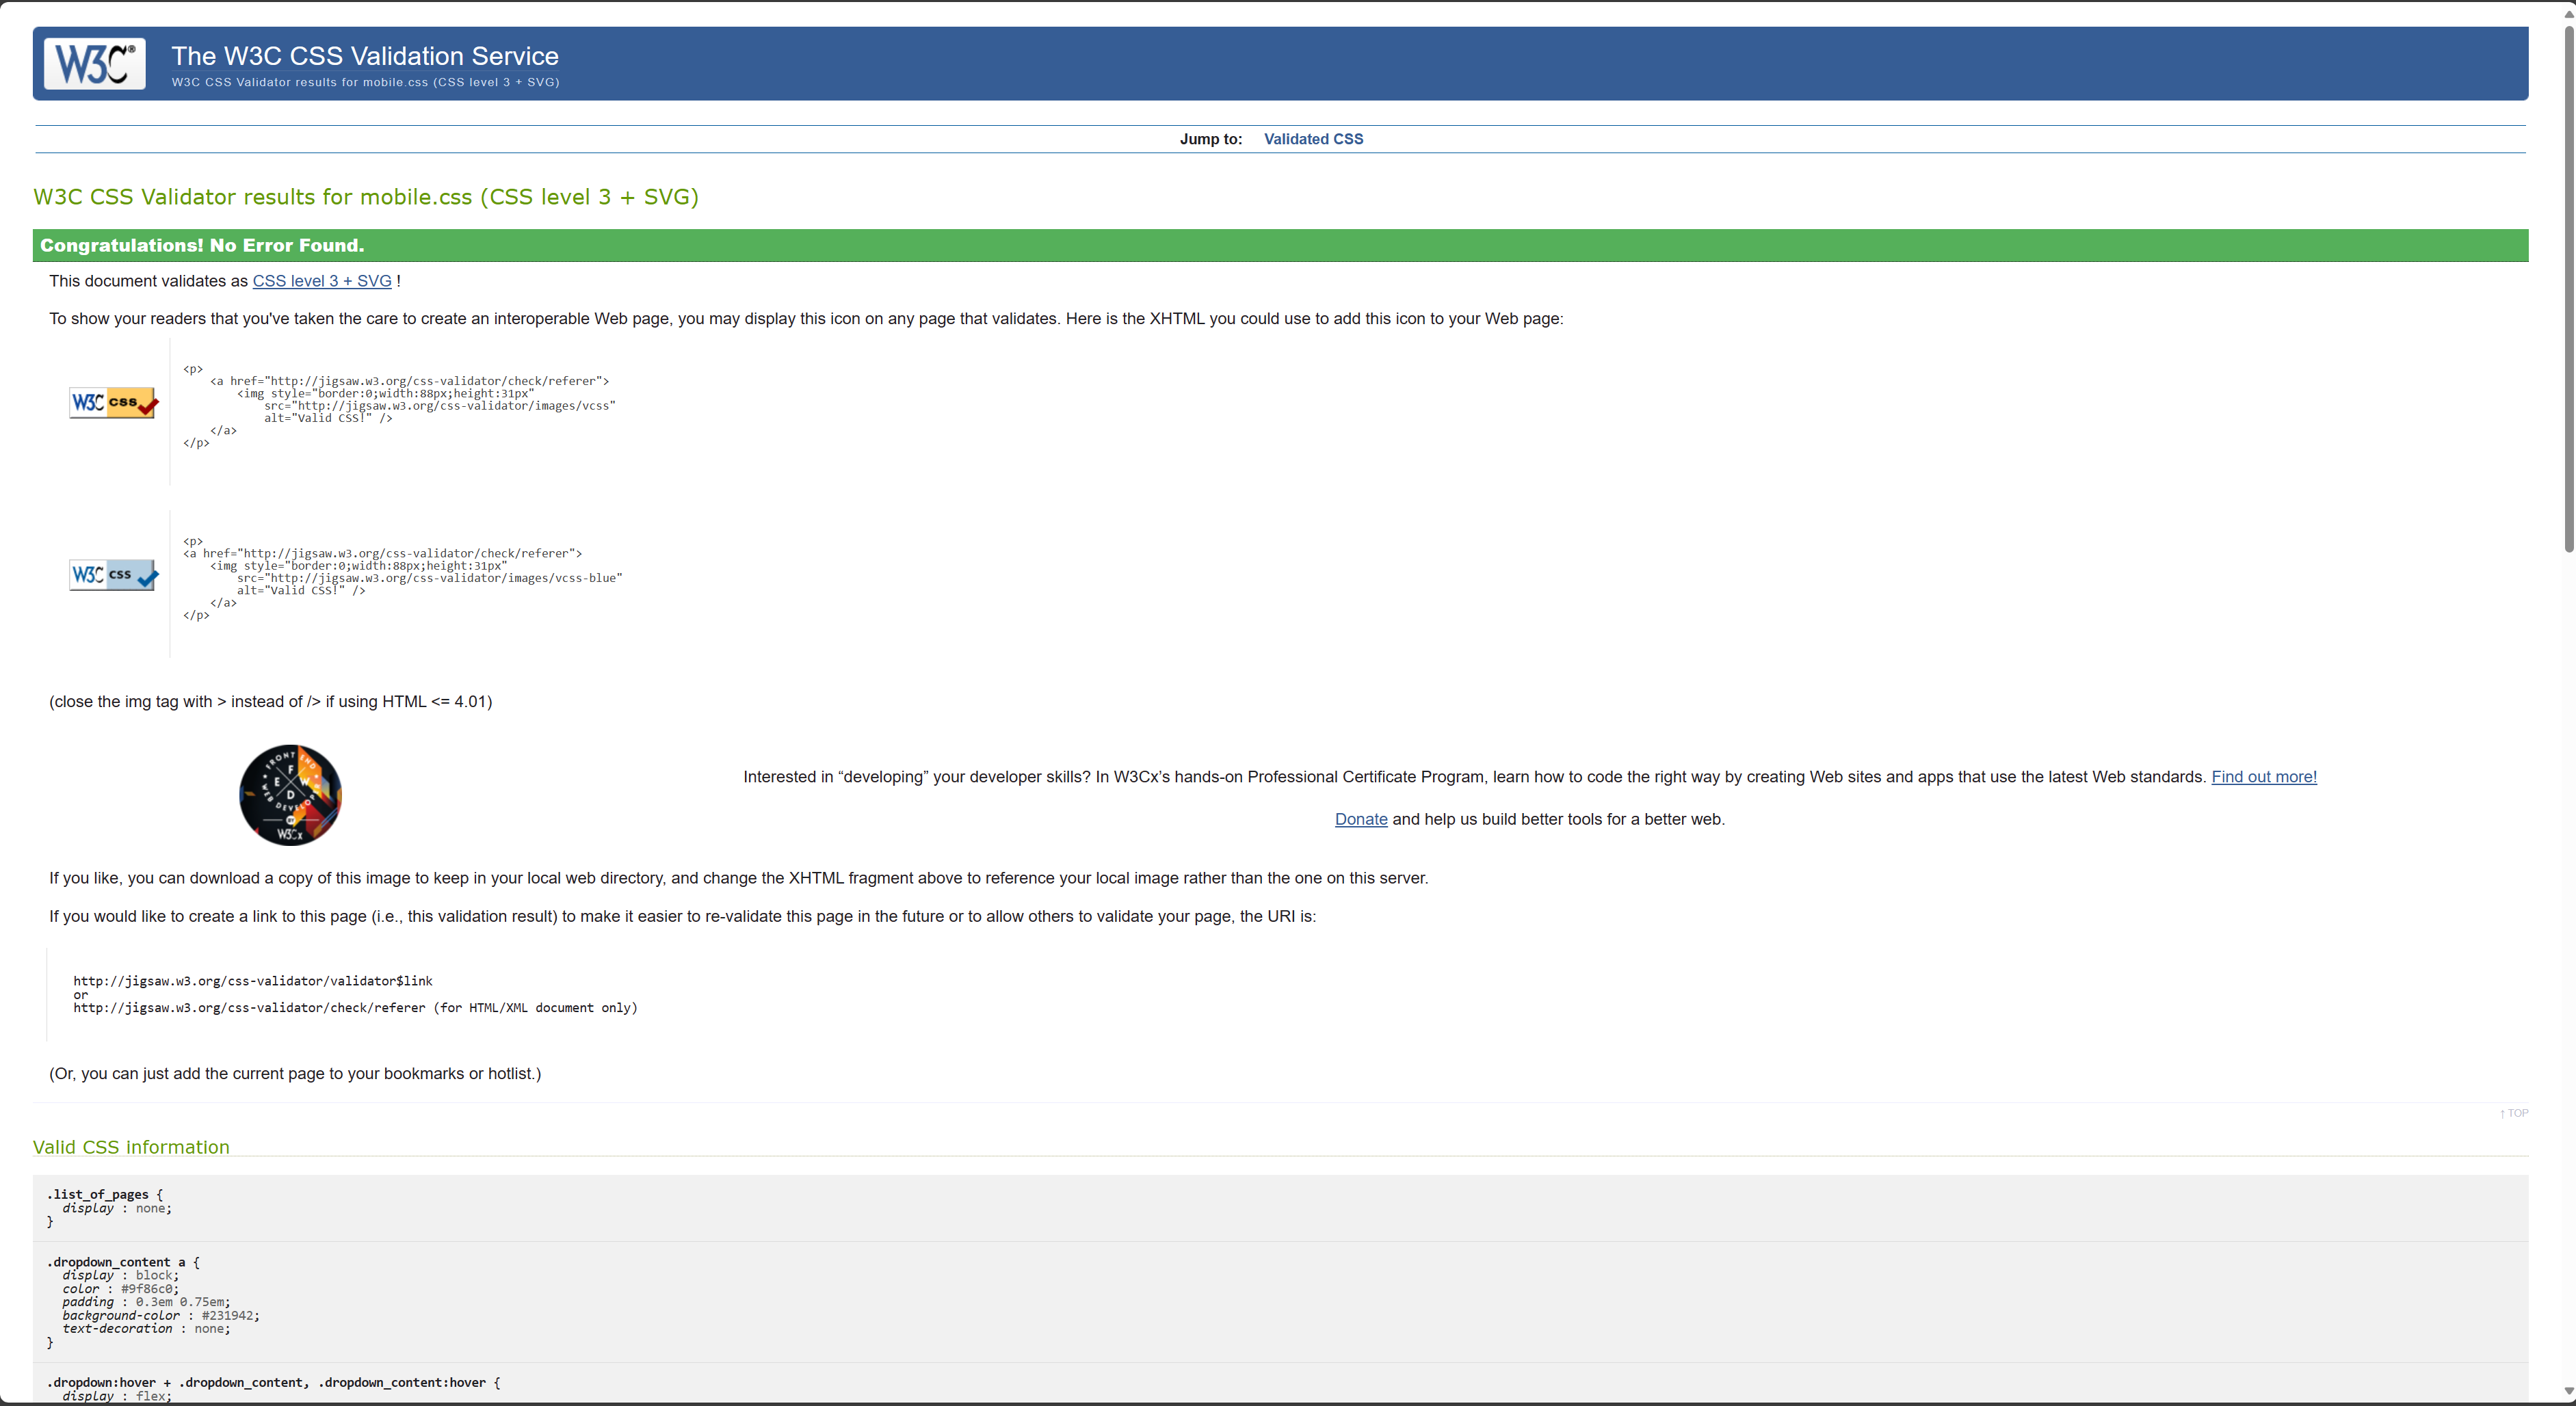 W3C®
The W3C CSS Validation Service
W3C CSS Validator results for mobile.css (CSS level 3 + SVG)
Jump to: Validated CSS
W3C CSS Validator results for mobile.css (CSS level 3 + SVG)
Congratulations! No Error Found.
This document validates as CSS level 3 + SVG !
To show your readers that you've taken the care to create an interoperable Web page, you may display this icon on any page that validates. Here is the XHTML you could use to add this icon to your Web page:
W3C css
<p>
<a href="http://jigsaw.w3.org/css-validator/check/referer">
<img style="border:0;width:88px;height:31px"
src="http://jigsaw.w3.org/css-validator/images/vcss"
alt="Valid CSS!" />
</a>
</p>
W3C css
<p>
<a href="http://jigsaw.w3.org/css-validator/check/referer">
<img style="border:0;width:88px;height:31px"
src="http://jigsaw.w3.org/css-validator/images/vcss-blue"
alt="Valid CSS!" />
</a>
</p>
(close the img tag with > instead of /> if using HTML <= 4.01)
FRONT END
F
E W
D
WEB DEVELOPER
BY
W3Cx
Interested in “developing” your developer skills? In W3Cx’s hands-on Professional Certificate Program, learn how to code the right way by creating Web sites and apps that use the latest Web standards. Find out more!
Donate and help us build better tools for a better web.
If you like, you can download a copy of this image to keep in your local web directory, and change the XHTML fragment above to reference your local image rather than the one on this server.
If you would like to create a link to this page (i.e., this validation result) to make it easier to re-validate this page in the future or to allow others to validate your page, the URI is:
http://jigsaw.w3.org/css-validator/validator$link
or
http://jigsaw.w3.org/css-validator/check/referer (for HTML/XML document only)
(Or, you can just add the current page to your bookmarks or hotlist.)
↑ TOP
Valid CSS information
.list_of_pages {
display : none;
}
.dropdown_content a {
display : block;
color : #9f86c0;
padding : 0.3em 0.75em;
background-color : #231942;
text-decoration : none;
}
.dropdown:hover + .dropdown_content, .dropdown_content:hover {
display : flex;